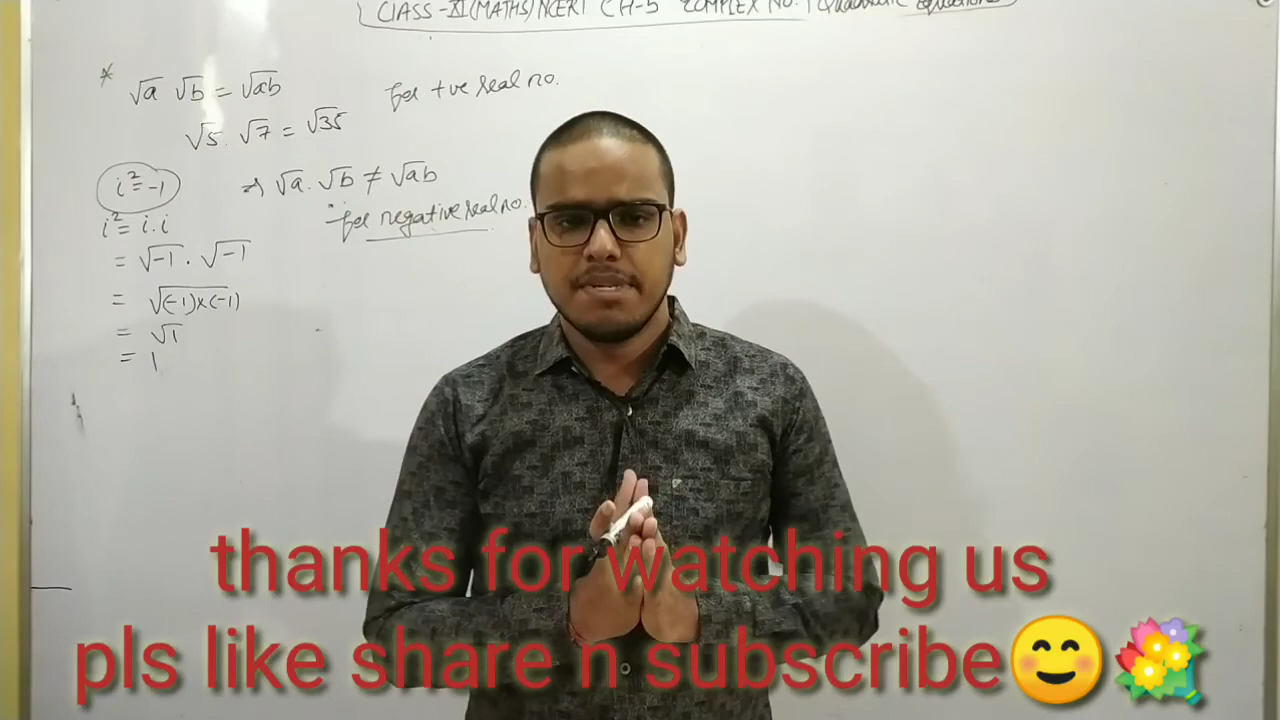 CLASS-XI (MATHS) NCERT CH-5 COMPLEX NO. Quadratic Equations
* √a √b = √ab for +ve real no.
√5 . √7 = √35
i² = -1
⇒ √a . √b ≠ √ab
for negative real no.
i² = i.i
= √-1 . √-1
= √(-1)x(-1)
= √1
= 1
thanks for watching us
pls like share n subscribe😊💐